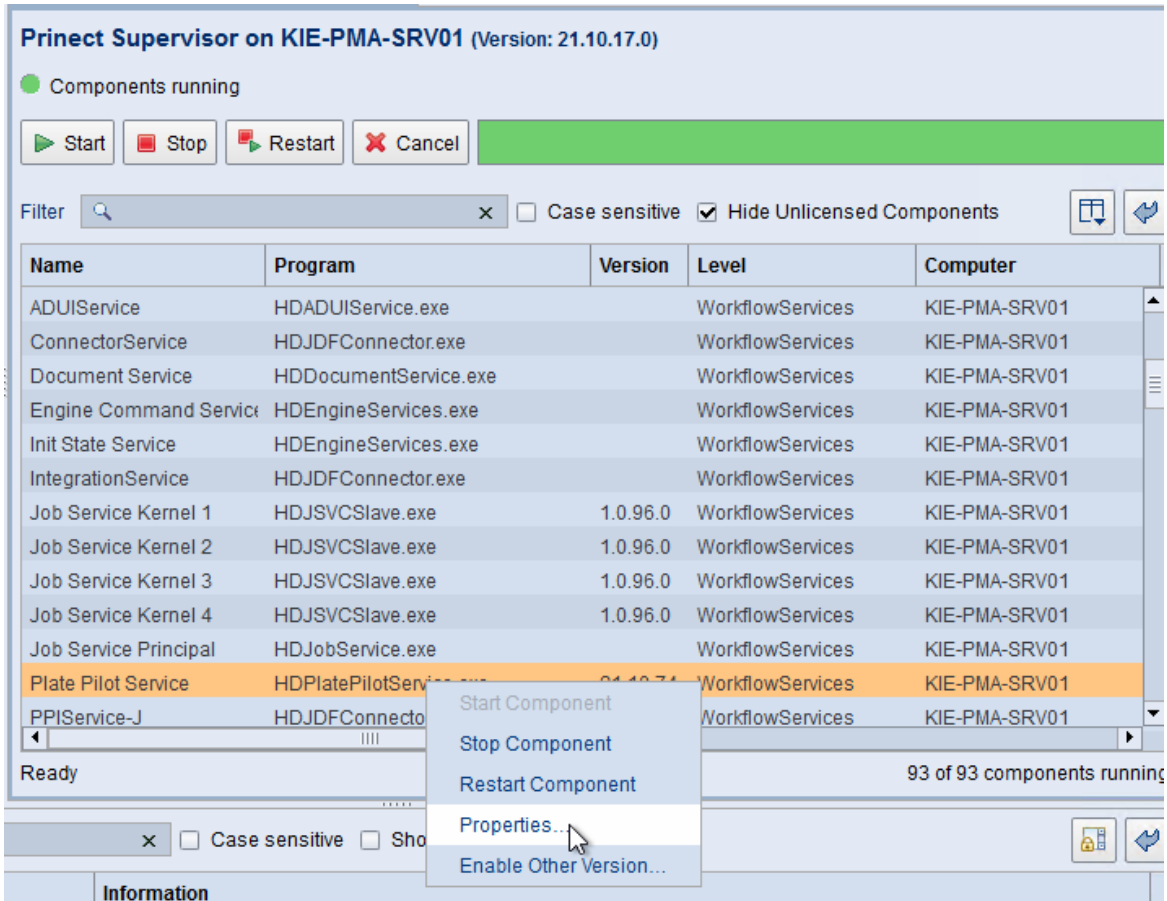 Prinect Supervisor on KIE-PMA-SRV01 (Version: 21.10.17.0)
Components running
Start Stop Restart Cancel
Filter Case sensitive Hide Unlicensed Components
Name Program Version Level Computer
ADUIService HDADUIService.exe WorkflowServices KIE-PMA-SRV01
ConnectorService HDJDFConnector.exe WorkflowServices KIE-PMA-SRV01
Document Service HDDocumentService.exe WorkflowServices KIE-PMA-SRV01
Engine Command Service HDEngineServices.exe WorkflowServices KIE-PMA-SRV01
Init State Service HDEngineServices.exe WorkflowServices KIE-PMA-SRV01
IntegrationService HDJDFConnector.exe WorkflowServices KIE-PMA-SRV01
Job Service Kernel 1 HDJSVCSlave.exe 1.0.96.0 WorkflowServices KIE-PMA-SRV01
Job Service Kernel 2 HDJSVCSlave.exe 1.0.96.0 WorkflowServices KIE-PMA-SRV01
Job Service Kernel 3 HDJSVCSlave.exe 1.0.96.0 WorkflowServices KIE-PMA-SRV01
Job Service Kernel 4 HDJSVCSlave.exe 1.0.96.0 WorkflowServices KIE-PMA-SRV01
Job Service Principal HDJobService.exe WorkflowServices KIE-PMA-SRV01
Plate Pilot Service HDPlatePilotService.exe WorkflowServices KIE-PMA-SRV01
PPIService-J HDJDFConnecto WorkflowServices KIE-PMA-SRV01
Start Component
Stop Component
Restart Component
Properties...
Enable Other Version...
Ready 93 of 93 components running
Case sensitive Sho
Information